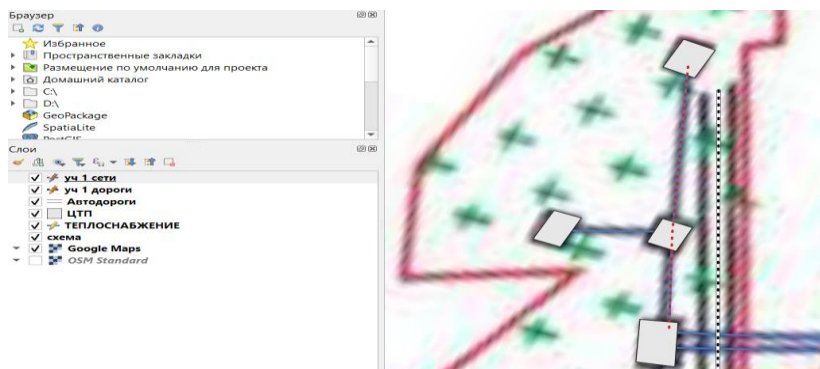 Браузер
Избранное
Пространственные закладки
Размещение по умолчанию для проекта
Домашний каталог
C:\
D:\
GeoPackage
SpatiaLite
PostGIS
Слои
уч 1 сети
уч 1 дороги
Автодороги
ЦТП
ТЕПЛОСНАБЖЕНИЕ
схема
Google Maps
OSM Standard